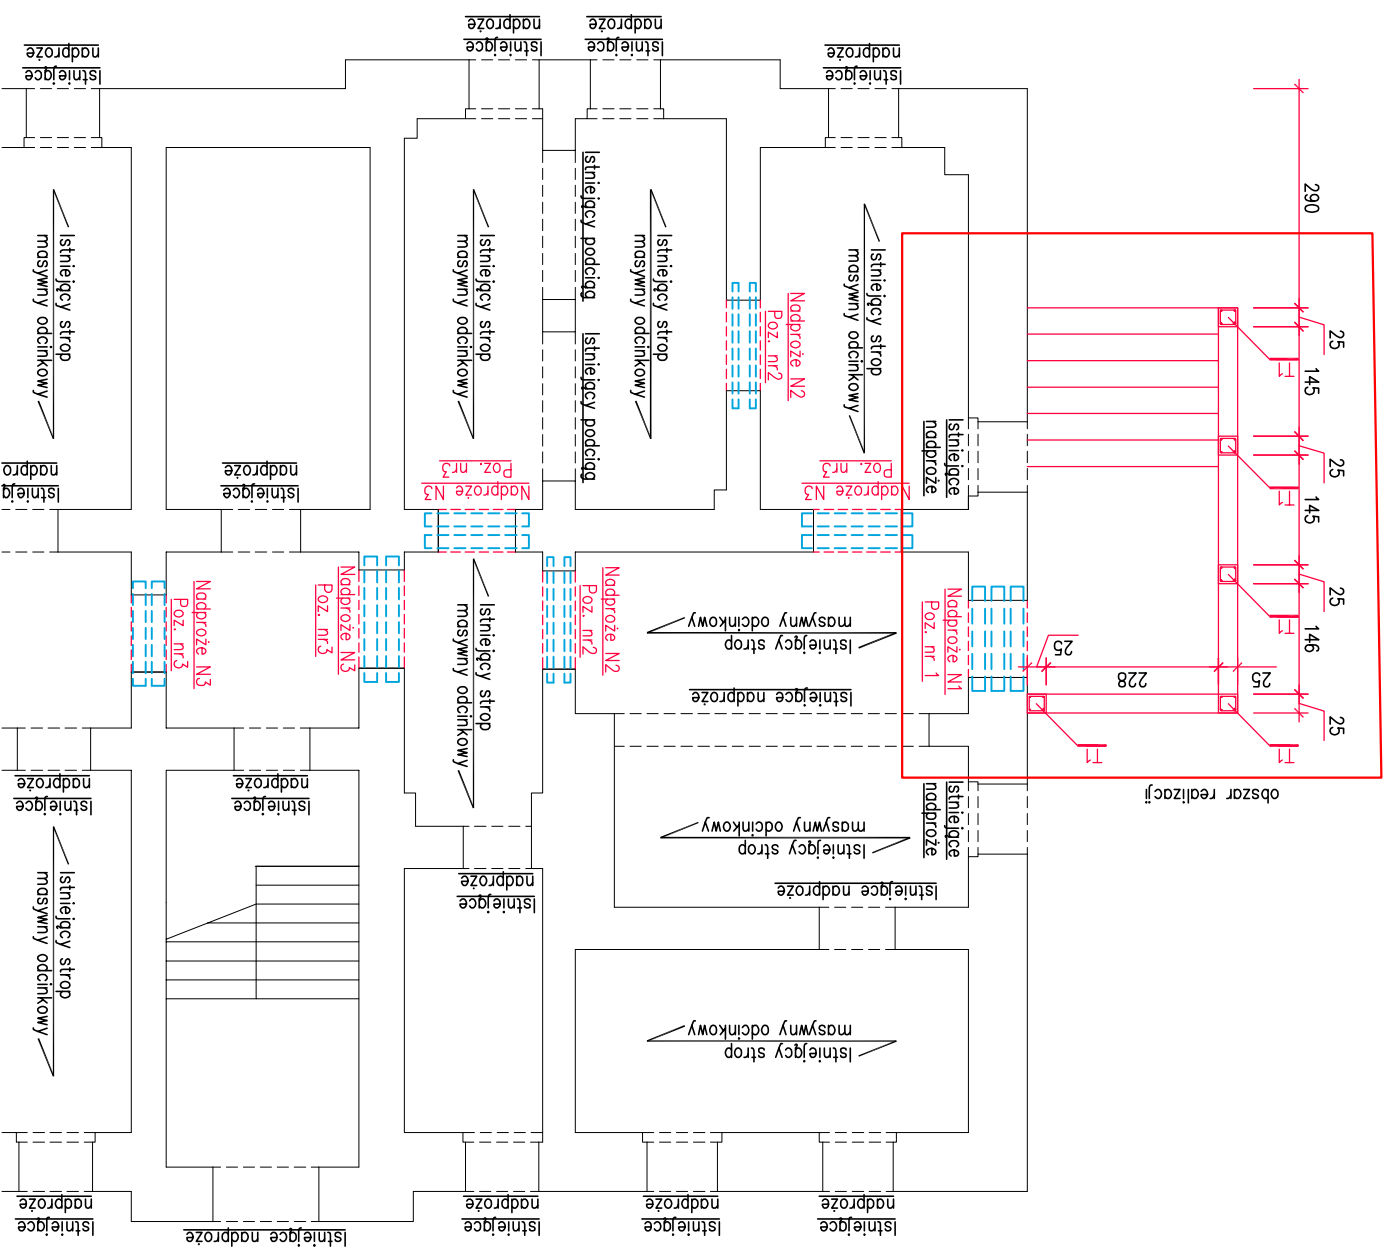 Istniejące
nadproże
Istniejące
nadproże
Istniejące
nadproże
Istniejące
nadproże
Istniejący strop
masywny odcinkowy
Istniejący strop
masywny odcinkowy
Istniejący podciąg
Istniejący podciąg
Istniejący strop
masywny odcinkowy
Nadproże N2
Poz. nr2
Istniejący strop
masywny odcinkowy
290
25
145
25
145
25
146
25
T1
T1
T1
T1
T1
25
228
25
obszar realizacji
Istniejące
nadproże
Nadproże N3
Poz. nr3
Nadproże N3
Poz. nr3
Istniejące
nadproże
nadpro
Nadproże N3
Poz. nr3
Nadproże N3
Poz. nr3
Istniejący strop
masywny odcinkowy
Nadproże N2
Poz. nr2
Istniejący strop
masywny odcinkowy
Istniejące nadproże
Nadproże N1
Poz. nr 1
Istniejące
nadproże
Istniejące
nadproże
Istniejące
nadproże
Istniejący strop
masywny odcinkowy
Istniejące nadproże
Istniejące
nadproże
Istniejący strop
masywny odcinkowy
Istniejący strop
masywny odcinkowy
Istniejące
nadproże
Istniejące nadproże
Istniejące
nadproże
Istniejące
nadproże
Istniejące
nadproże